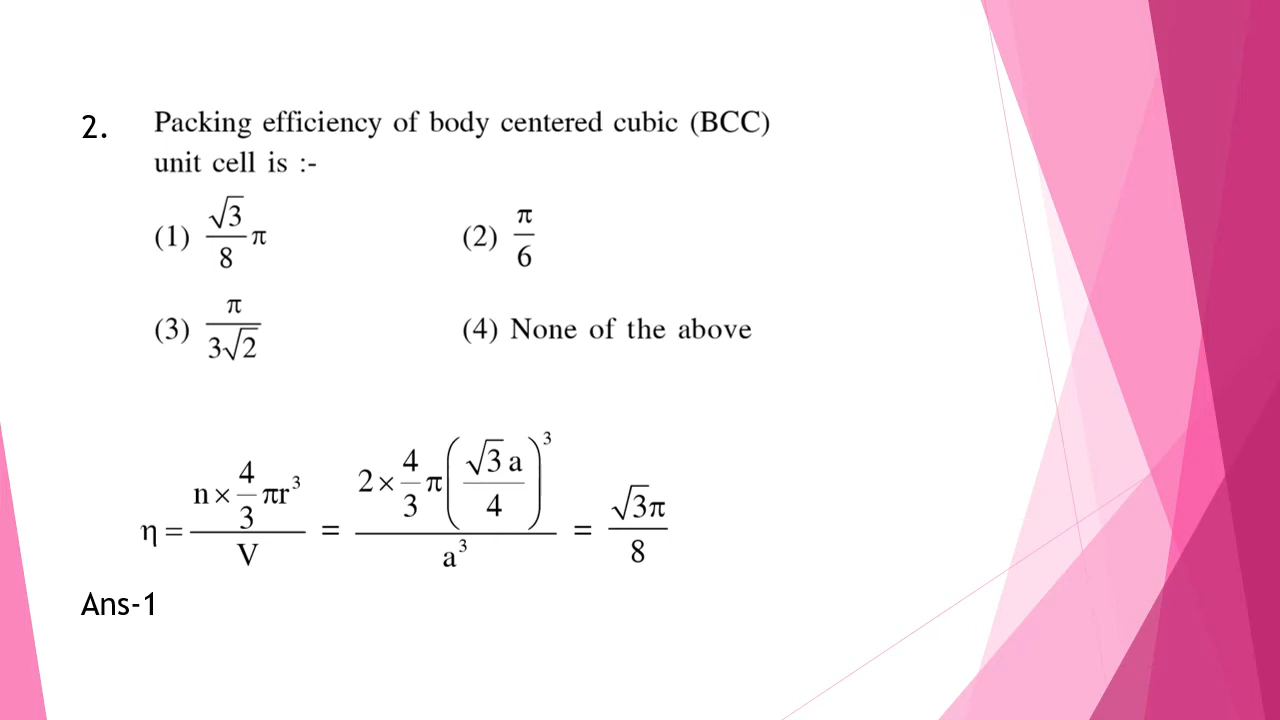 2. Packing efficiency of body centered cubic (BCC)
unit cell is :-
(1) √3/8 π (2) π/6
(3) π/3√2 (4) None of the above
η = (n × 4/3 πr³)/V = (2 × 4/3 π(√3 a/4)³)/a³ = √3π/8
Ans-1